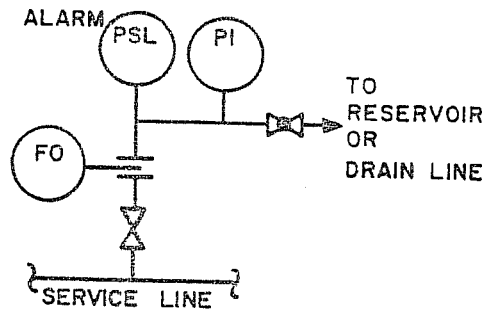 ALARM
PSL
PI
TO
RESERVOIR
OR
DRAIN LINE
FO
SERVICE LINE